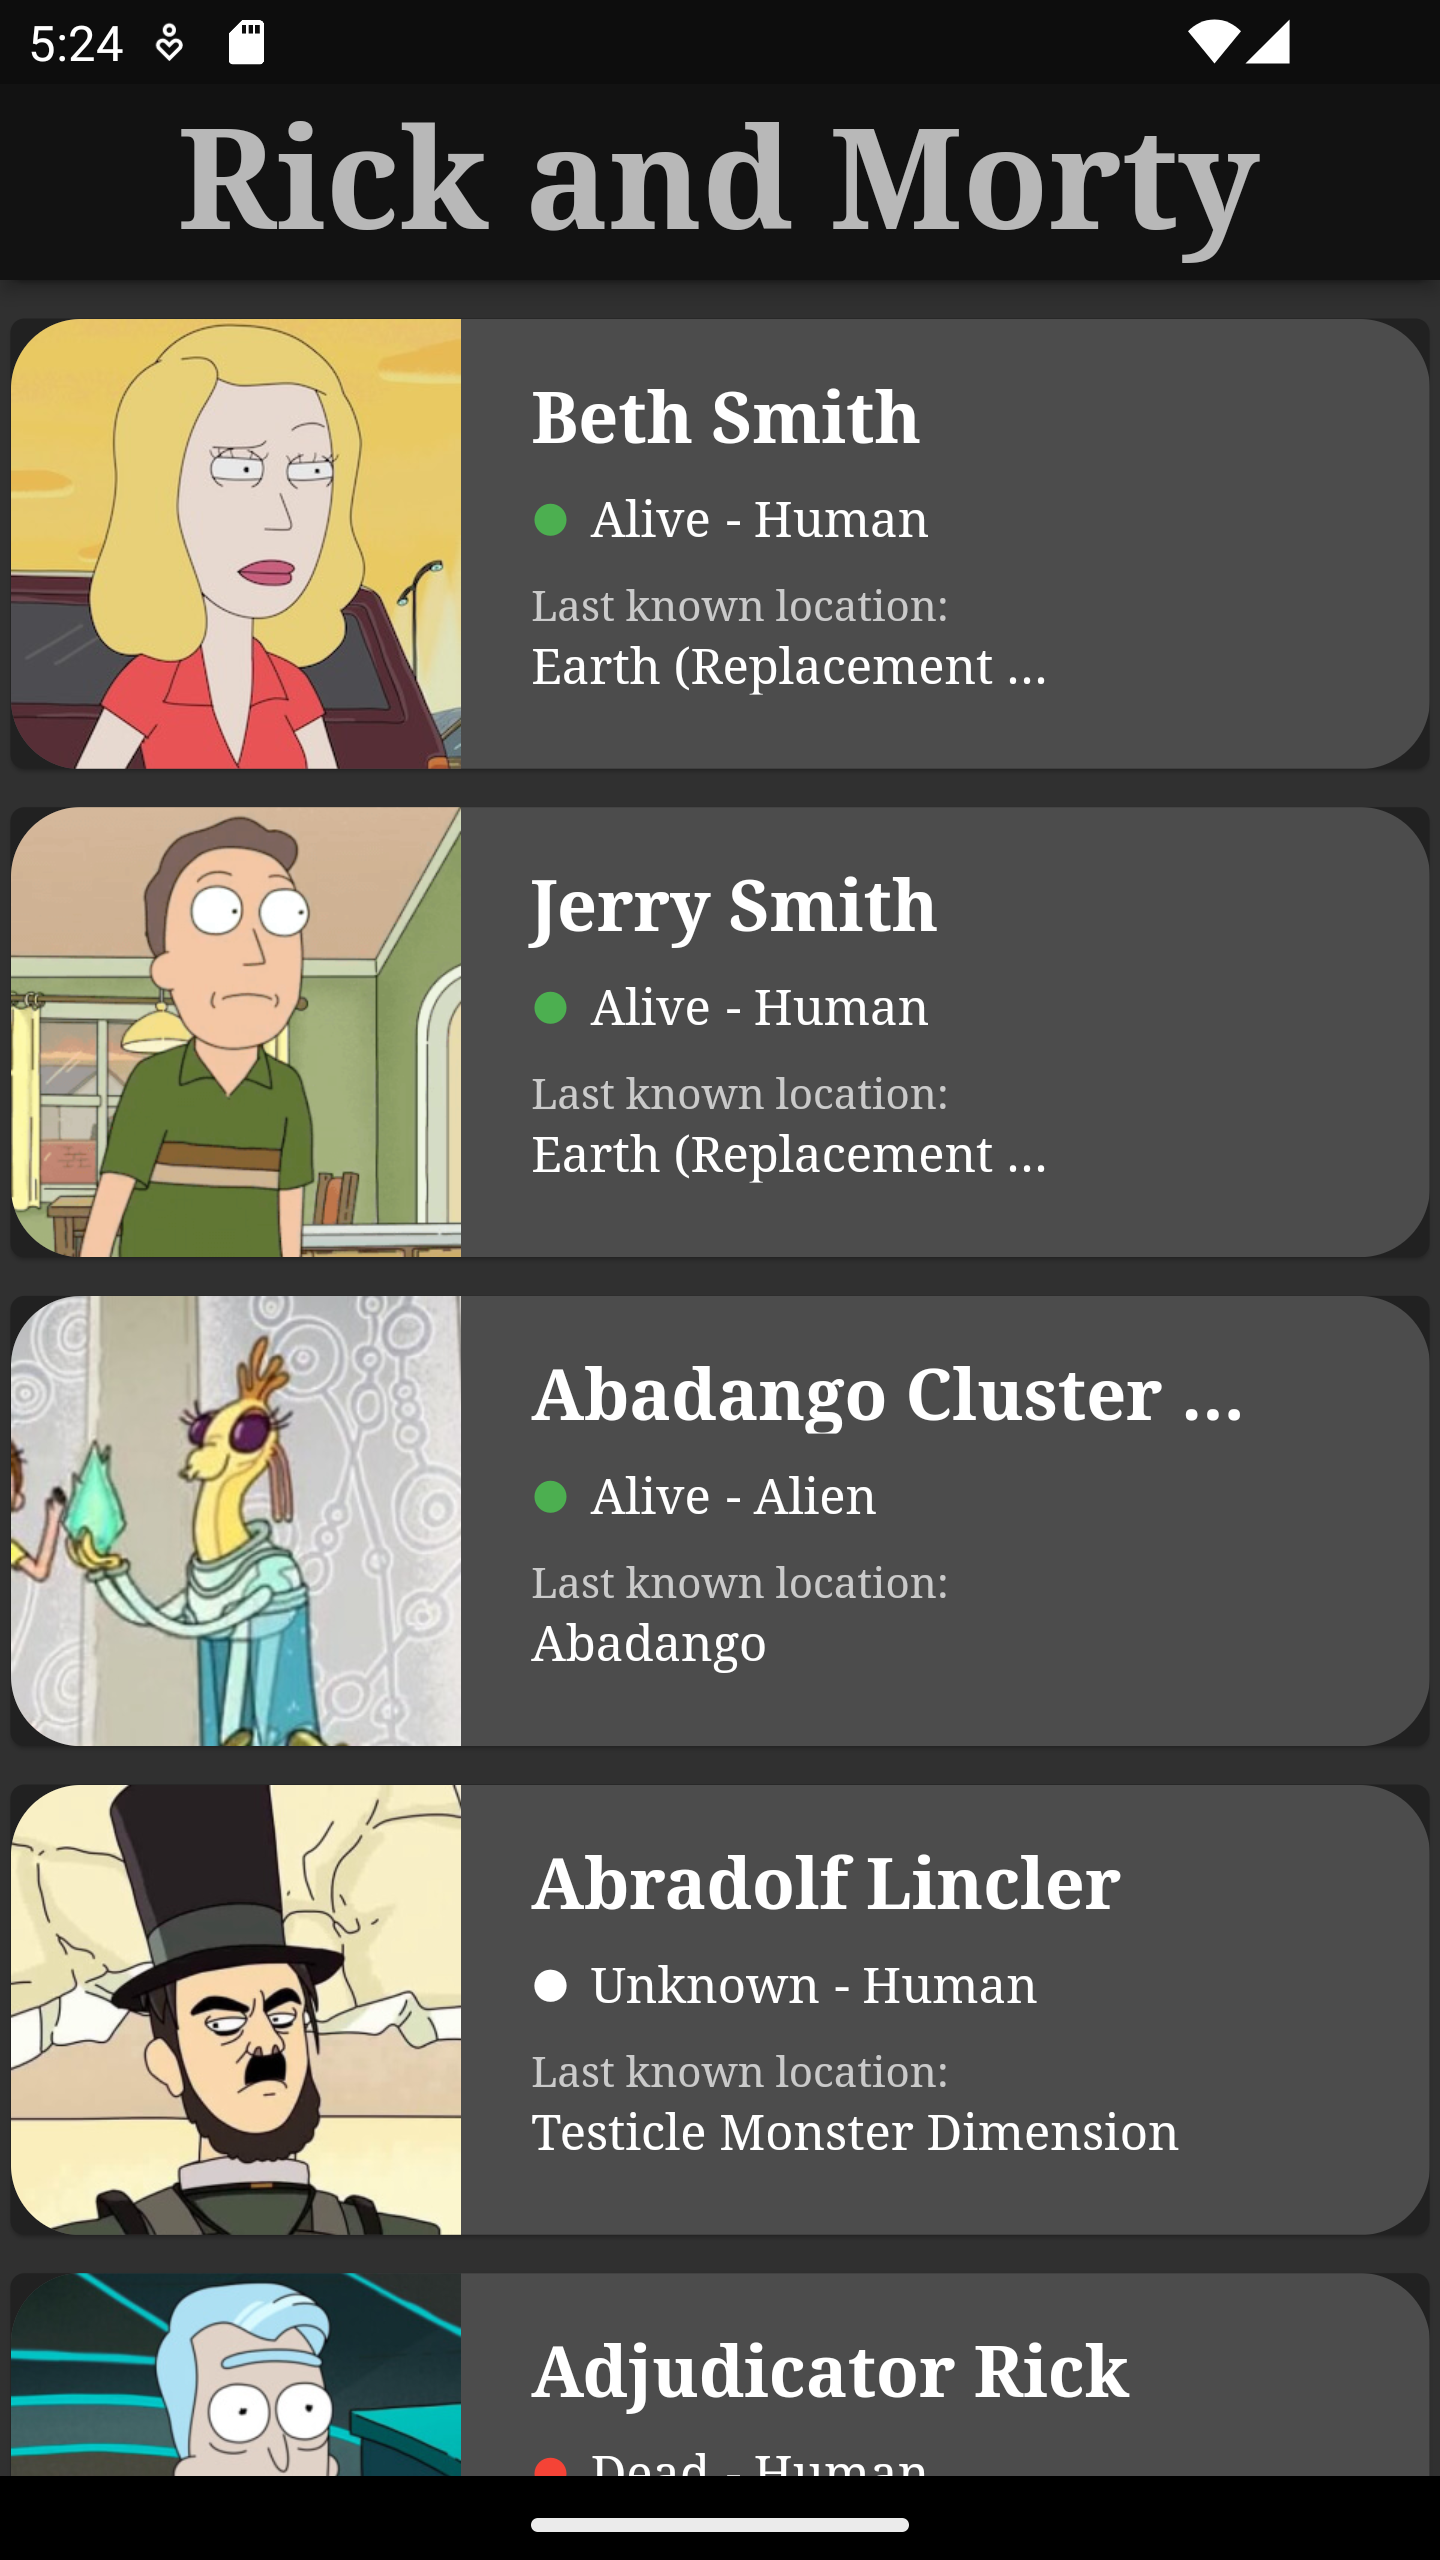 5:24
Rick and Morty
Beth Smith
Alive - Human
Last known location:
Earth (Replacement ...
Jerry Smith
Alive - Human
Last known location:
Earth (Replacement ...
Abadango Cluster ...
Alive - Alien
Last known location:
Abadango
Abradolf Lincler
Unknown - Human
Last known location:
Testicle Monster Dimension
Adjudicator Rick
Dead - Human